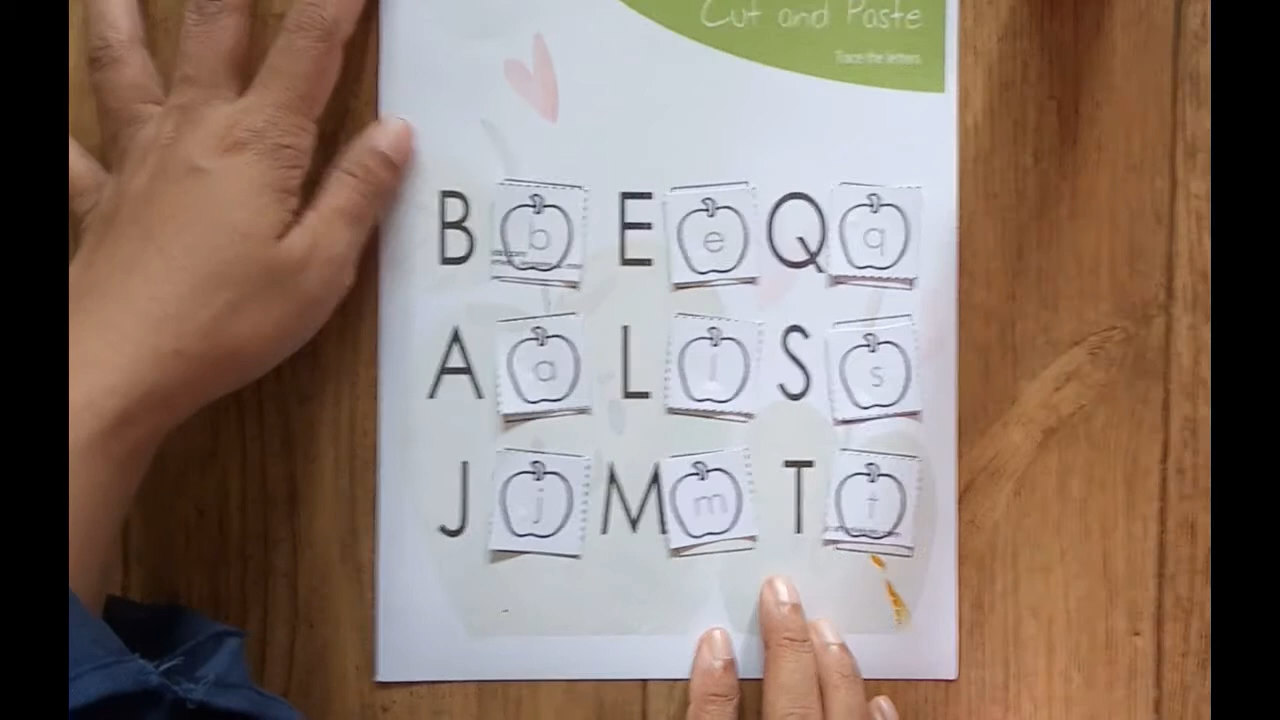 Cut and Paste
Trace the letters
B b E e Q q
A a L l S s
J j M m T t